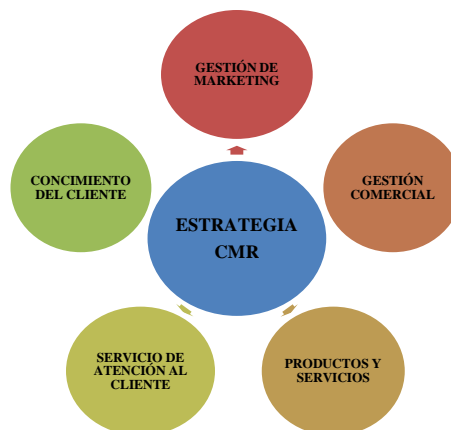 GESTIÓN DE
MARKETING
CONCIMIENTO
DEL CLIENTE
GESTIÓN
COMERCIAL
ESTRATEGIA
CMR
SERVICIO DE
ATENCIÓN AL
CLIENTE
PRODUCTOS Y
SERVICIOS